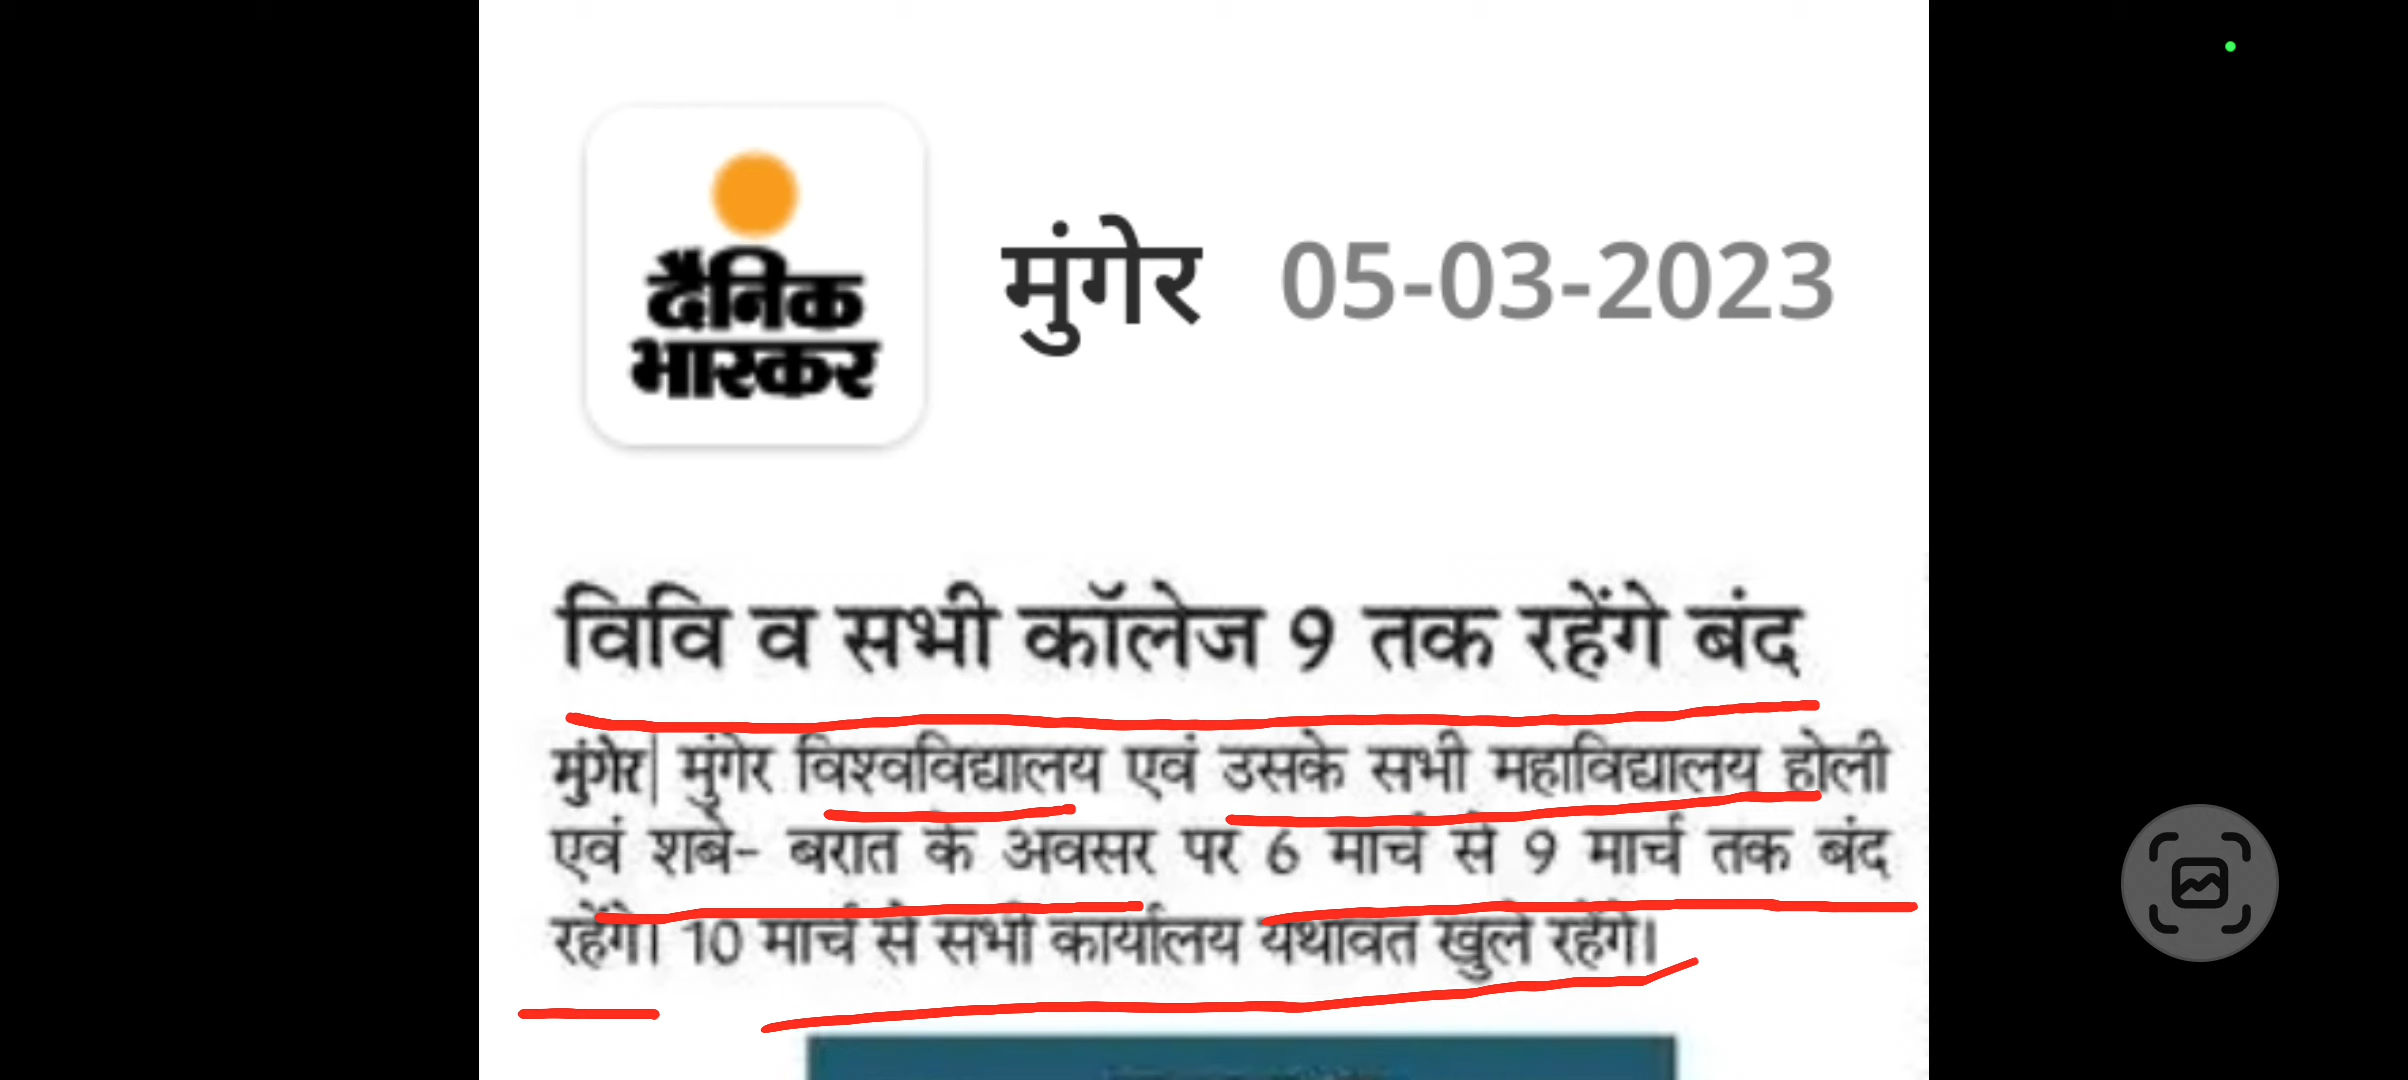 दैनिक
भास्कर
मुंगेर 05-03-2023
विवि व सभी कॉलेज 9 तक रहेंगे बंद
मुंगेर| मुंगेर विश्वविद्यालय एवं उसके सभी महाविद्यालय होली
एवं शबे- बरात के अवसर पर 6 मार्च से 9 मार्च तक बंद
रहेंगे। 10 मार्च से सभी कार्यालय यथावत खुले रहेंगे।